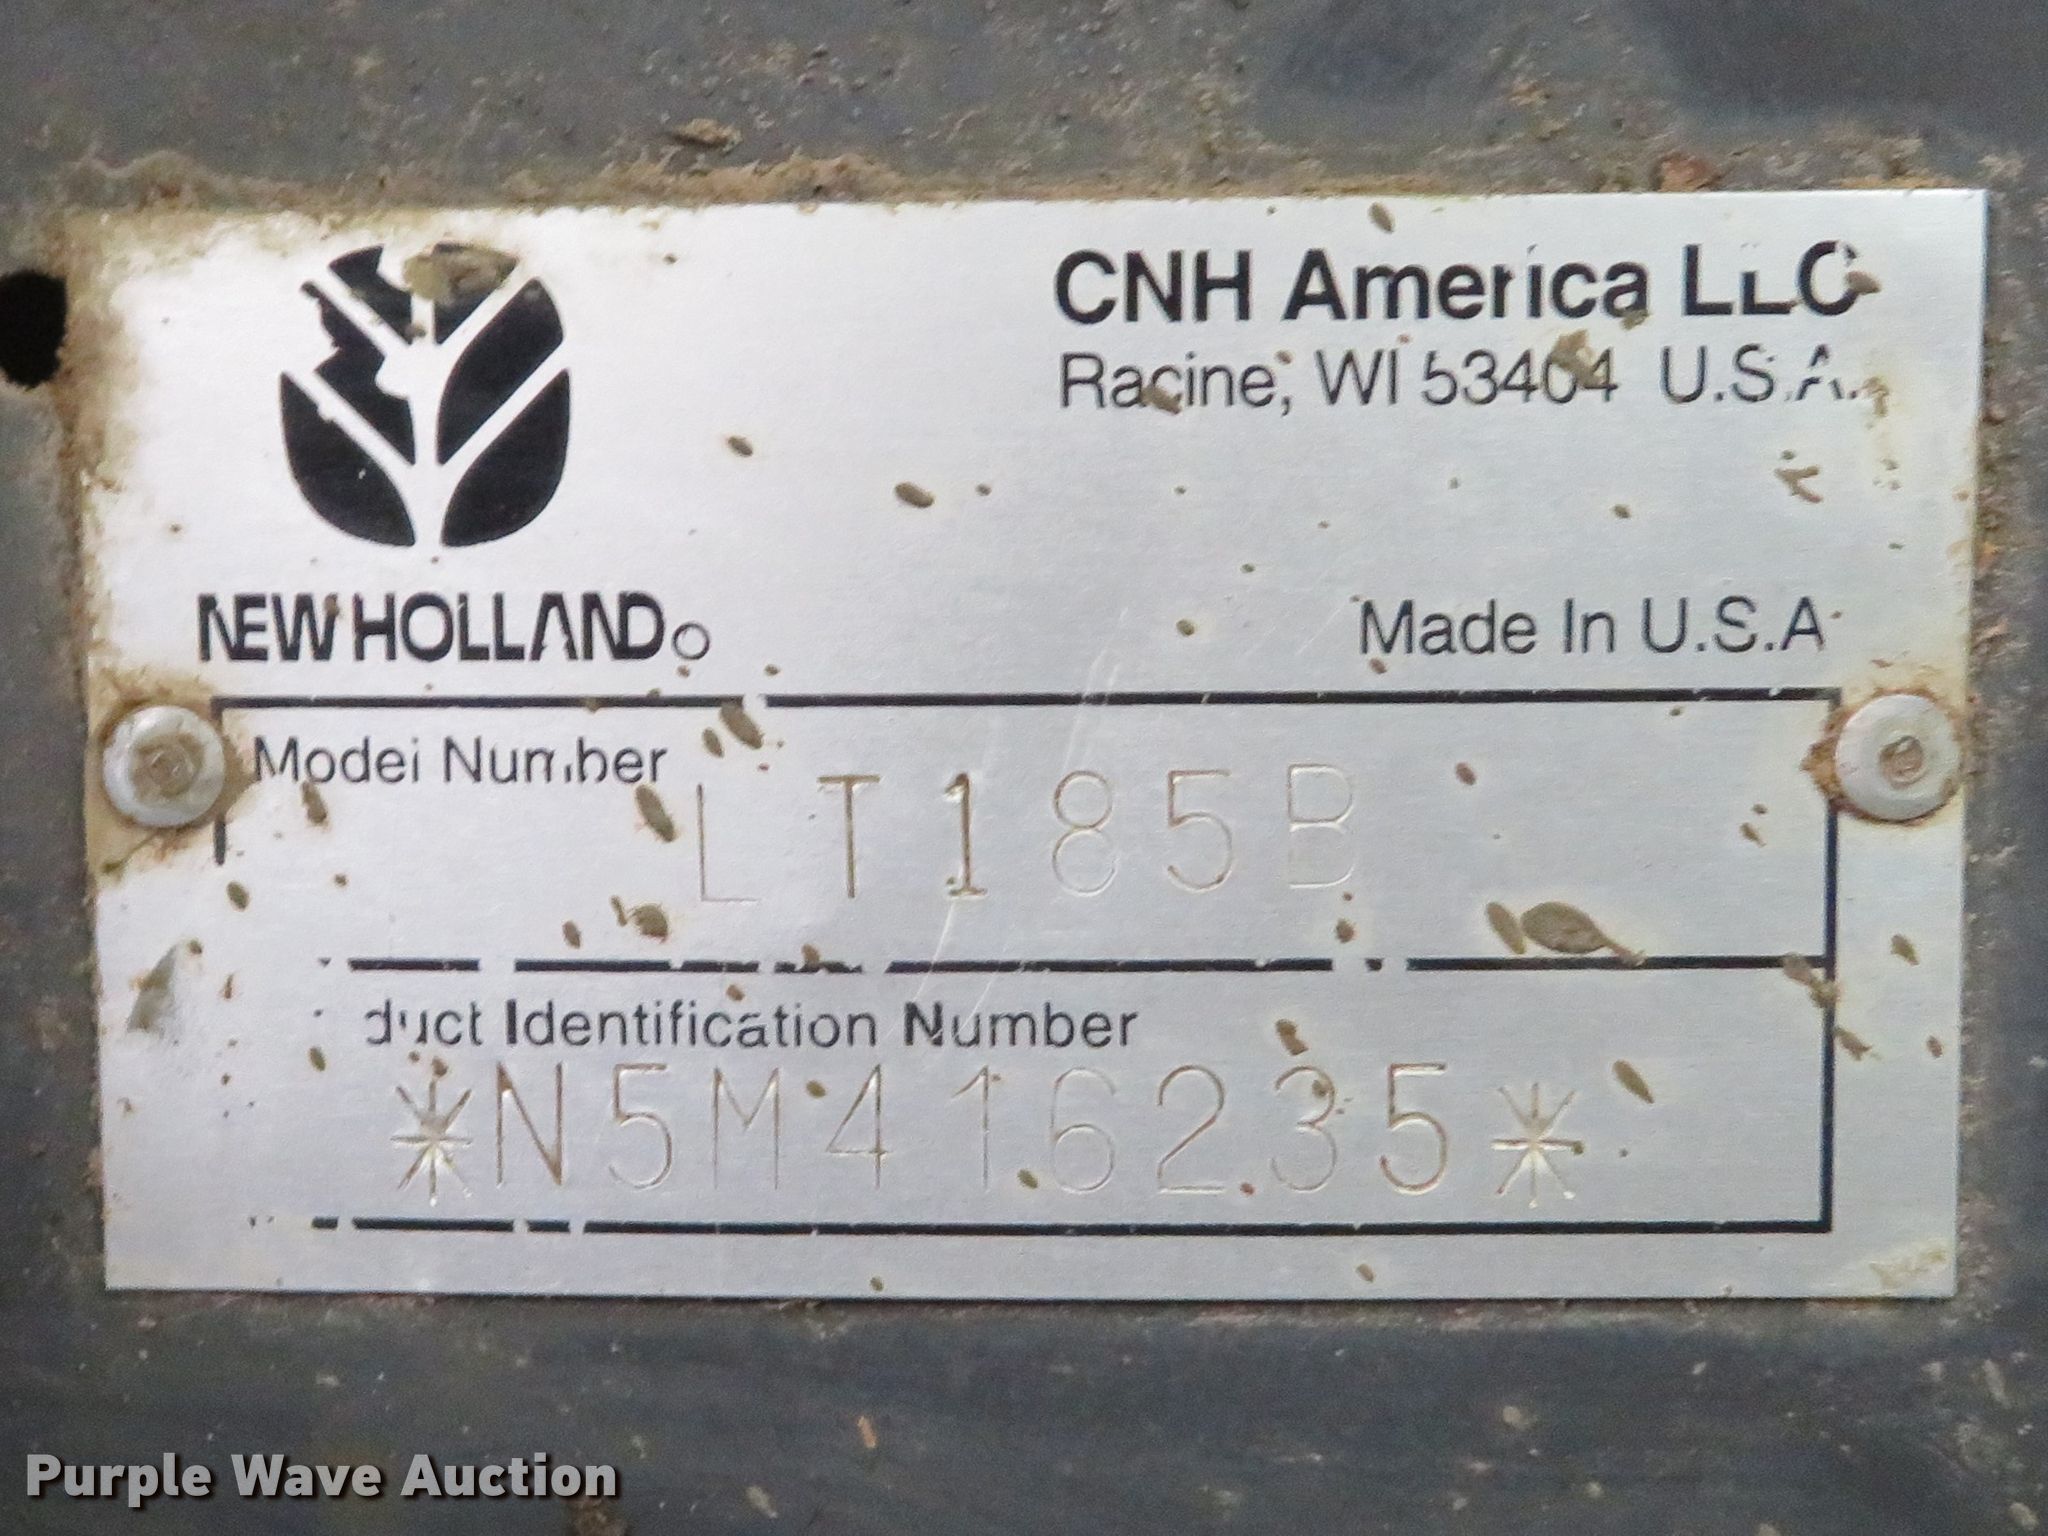 CNH America LLC
Racine, WI 53404 U.S.A.
NEW HOLLAND
Made In U.S.A.
Model Number
LT185B
duct Identification Number
*N5M416235*
Purple Wave Auction